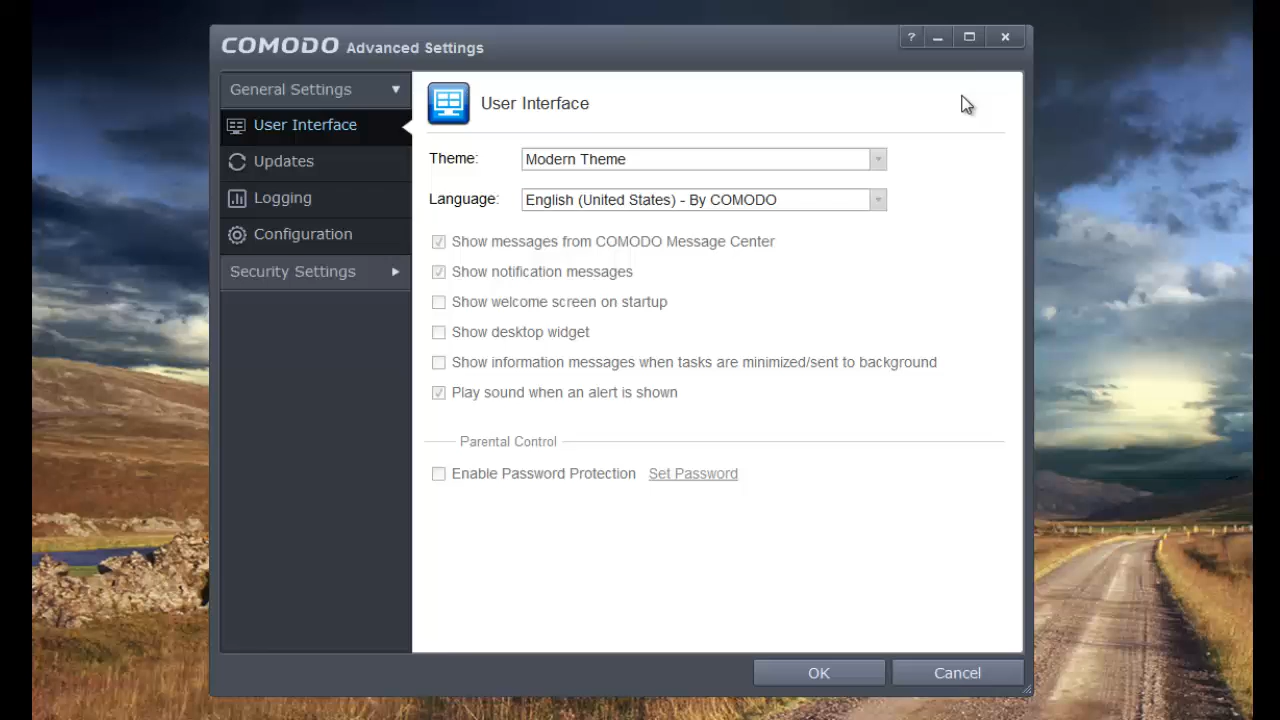 COMODO Advanced Settings
?
General Settings
User Interface
Updates
Logging
Configuration
Security Settings
User Interface
Theme: Modern Theme
Language: English (United States) - By COMODO
Show messages from COMODO Message Center
Show notification messages
Show welcome screen on startup
Show desktop widget
Show information messages when tasks are minimized/sent to background
Play sound when an alert is shown
Parental Control
Enable Password Protection Set Password
OK Cancel